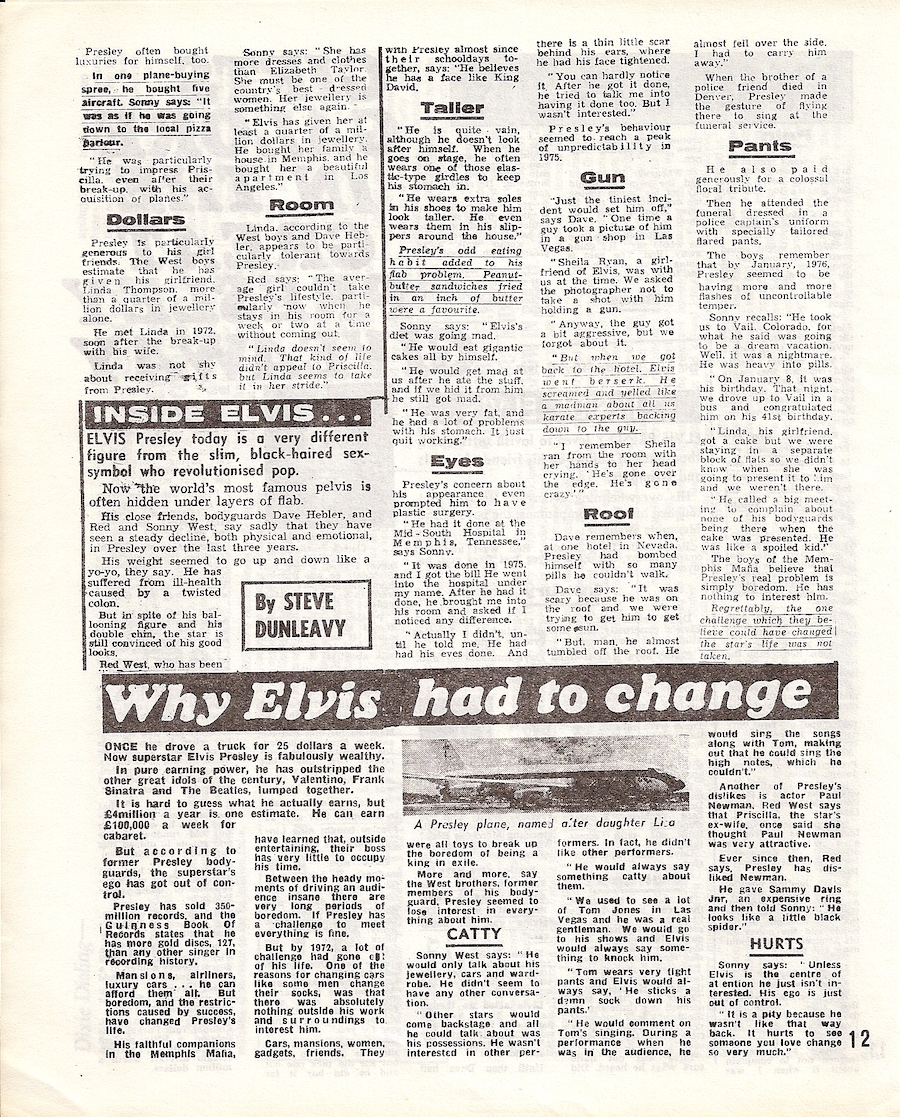 Presley often bought
luxuries for himself, too.
In one plane-buying
spree, he bought five
aircraft. Sonny says: "It
was as if he was going
down to the local pizza
parlour.
"He was particularly
trying to impress Pris-
cilla, even after their
break-up, with his ac-
quisition of planes."
Dollars
Presley is particularly
generous to his girl
friends. The West boys
estimate that he has
given his girlfriend,
Linda Thompson, more
than a quarter of a mil-
lion dollars in jewellery
alone.
He met Linda in 1972,
soon after the break-up
with his wife.
Linda was not shy
about receiving gifts
from Presley.
Sonny says: "She has
more dresses and clothes
than Elizabeth Taylor.
She must be one of the
country's best-dressed
women. Her jewellery is
something else again.
"Elvis has given her at
least a quarter of a mil-
lion dollars in jewellery.
He bought her family a
house in Memphis, and he
bought her a beautiful
apartment in Los
Angeles."
Room
Linda, according to the
West boys and Dave Heb-
ler, appears to be parti-
cularly tolerant towards
Presley.
Red says: "The aver-
age girl couldn't take
Presley's lifestyle, parti-
cularly now when he
stays in his room for a
week or two at a time
without coming out.
"Linda doesn't seem to
mind. That kind of life
didn't appeal to Priscilla,
but Linda seems to take
it in her stride."
INSIDE ELVIS...
ELVIS Presley today is a very different
figure from the slim, black-haired sex-
symbol who revolutionised pop.
Now the world's most famous pelvis is
often hidden under layers of flab.
His close friends, bodyguards Dave Hebler, and
Red and Sonny West, say sadly that they have
seen a steady decline, both physical and emotional,
in Presley over the last three years.
His weight seemed to go up and down like a
yo-yo, they say. He has
suffered from ill-health
caused by a twisted
colon.
But in spite of his bal-
looning figure and his
double chin, the star is
still convinced of his good
looks.
Red West, who has been
By STEVE
DUNLEAVY
with Presley almost since
their schooldays to-
gether, says: "He believes
he has a face like King
David.
Taller
"He is quite vain,
although he doesn't look
after himself. When he
goes on stage, he often
wears one of those elas-
tic-type girdles to keep
his stomach in.
"He wears extra soles
in his shoes to make him
look taller. He even
wears them in his slip-
pers around the house."
Presley's odd eating
habit added to his
flab problem. Peanut-
butter sandwiches fried
in an inch of butter
were a favourite.
Sonny says: "Elvis's
diet was going mad.
"He would eat gigantic
cakes all by himself.
"He would get mad at
us after he ate the stuff,
and if we hid it from him
he still got mad.
"He was very fat, and
he had a lot of problems
with his stomach. It just
quit working."
Eyes
Presley's concern about
his appearance even
prompted him to have
plastic surgery.
"He had it done at the
Mid-South Hospital in
Memphis, Tennessee,"
says Sonny.
"It was done in 1975,
and I got the bill He went
into the hospital under
my name. After he had it
done, he brought me into
his room and asked if I
noticed any difference.
"Actually I didn't, un-
til he told me. He had
had his eyes done. And
there is a thin little scar
behind his ears, where
he had his face tightened.
"You can hardly notice
it. After he got it done,
he tried to talk me into
having it done too. But I
wasn't interested."
Presley's behaviour
seemed to reach a peak
of unpredictability in
1975.
Gun
"Just the tiniest inci-
dent would set him off,"
says Dave. "One time a
guy took a picture of him
in a gun shop in Las
Vegas.
"Sheila Ryan, a girl-
friend of Elvis, was with
us at the time. We asked
the photographer not to
take a shot with him
holding a gun.
"Anyway, the guy got
a bit aggressive, but we
forgot about it.
"But when we got
back to the hotel, Elvis
went berserk. He
screamed and yelled like
a madman about all us
karate experts backing
down to the guy.
"I remember Sheila
ran from the room with
her hands to her head
crying, 'He's gone over
the edge. He's gone
crazy.'"
Roof
Dave remembers when,
at one hotel in Nevada,
Presley had bombed
himself with so many
pills he couldn't walk.
Dave says: "It was
scary because he was on
the roof and we were
trying to get him to get
some sun.
"But, man, he almost
tumbled off the roof. He
almost fell over the side.
I had to carry him
away."
When the brother of a
police friend died in
Denver, Presley made
the gesture of flying
there to sing at the
funeral service.
Pants
He also paid
generously for a colossal
floral tribute.
Then he attended the
funeral dressed in a
police captain's uniform
with specially tailored
flared pants.
The boys remember
that by January, 1976,
Presley seemed to be
having more and more
flashes of uncontrollable
temper.
Sonny recalls: "He took
us to Vail, Colorado, for
what he said was going
to be a dream vacation.
Well, it was a nightmare.
He was heavy into pills.
"On January 8, it was
his birthday. That night,
we drove up to Vail in a
bus and congratulated
him on his 41st birthday.
"Linda, his girlfriend,
got a cake but we were
staying in a separate
block of flats so we didn't
know when she was
going to present it to him
and we weren't there.
"He called a big meet-
ing to complain about
none of his bodyguards
being there when the
cake was presented. He
was like a spoiled kid."
The boys of the Mem-
phis Mafia believe that
Presley's real problem is
simply boredom. He has
nothing to interest him.
Regrettably, the one
challenge which they be-
lieve could have changed
the star's life was not
taken.
Why Elvis had to change
ONCE he drove a truck for 25 dollars a week.
Now superstar Elvis Presley is fabulously wealthy.
In pure earning power, he has outstripped the
other great idols of the century, Valentino, Frank
Sinatra and The Beatles, lumped together.
It is hard to guess what he actually earns, but
£4million a year is one estimate. He can earn
£100,000 a week for
cabaret.
But according to
former Presley body-
guards, the superstar's
ego has got out of con-
trol.
Presley has sold 350-
million records, and the
Guinness Book Of
Records states that he
has more gold discs, 127,
than any other singer in
recording history.
Mansions, airliners,
luxury cars . . . he can
afford them all. But
boredom, and the restric-
tions caused by success,
have changed Presley's
life.
His faithful companions
in the Memphis Mafia,
have learned that, outside
entertaining, their boss
has very little to occupy
his time.
Between the heady mo-
ments of driving an audi-
ence insane there are
very long periods of
boredom. If Presley has
a challenge to meet
everything is fine.
But by 1972, a lot of
challenge had gone out
of his life. One of the
reasons for changing cars
like some men change
their socks, was that
there was absolutely
nothing outside his work
and surroundings to
interest him.
Cars, mansions, women,
gadgets, friends. They
A Presley plane, named after daughter Lisa
were all toys to break up
the boredom of being a
king in exile.
More and more, say
the West brothers, former
members of his body-
guard, Presley seemed to
lose interest in every-
thing about him.
CATTY
Sonny West says: "He
would only talk about his
jewellery, cars and ward-
robe. He didn't seem to
have any other conversa-
tion.
"Other stars would
come backstage and all
he could talk about was
his possessions. He wasn't
interested in other per-
formers. In fact, he didn't
like other performers.
"He would always say
something catty about
them.
"We used to see a lot
of Tom Jones in Las
Vegas and he was a real
gentleman. We would go
to his shows and Elvis
would always say some-
thing to knock him.
"Tom wears very tight
pants and Elvis would al-
ways say, 'He sticks a
damn sock down his
pants.'
"He would comment on
Tom's singing. During a
performance when he
was in the audience, he
would sing the songs
along with Tom, making
out that he could sing the
high notes, which he
couldn't."
Another of Presley's
dislikes is actor Paul
Newman. Red West says
that Priscilla, the star's
ex-wife, once said she
thought Paul Newman
was very attractive.
Ever since then, Red
says, Presley has dis-
liked Newman.
He gave Sammy Davis
Jnr, an expensive ring
and then told Sonny: "He
looks like a little black
spider."
HURTS
Sonny says: "Unless
Elvis is the centre of
attention he just isn't in-
terested. His ego is just
out of control.
"It is a pity because he
wasn't like that way
back. It hurts to see
someone you love change
so very much."
12